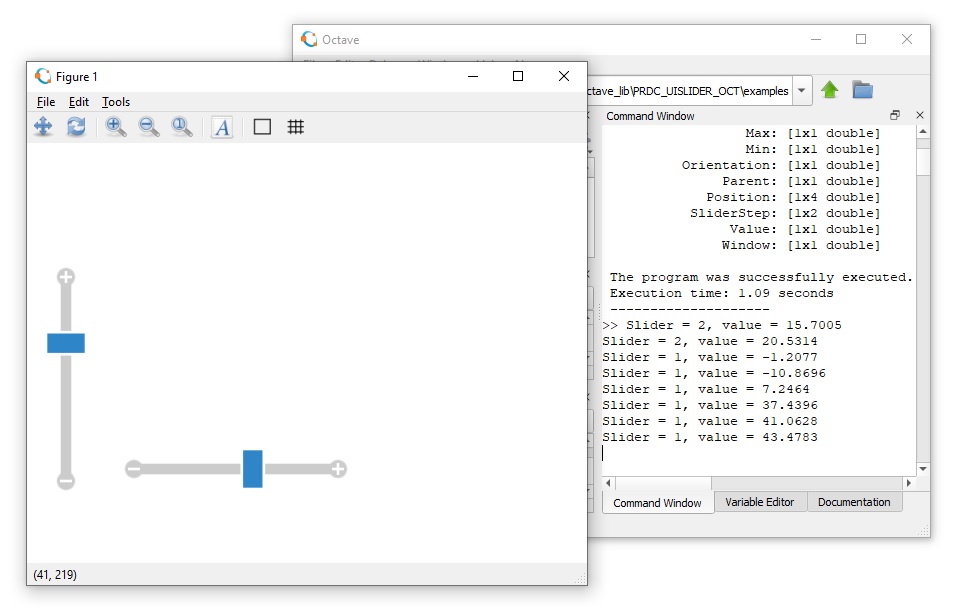 Octave
Figure 1
File Edit Tools
A
(41, 219)
ctave_lib\PRDC_UISLIDER_OCT\examples
Command Window
Max: [1x1 double]
Min: [1x1 double]
Orientation: [1x1 double]
Parent: [1x1 double]
Position: [1x4 double]
SliderStep: [1x2 double]
Value: [1x1 double]
Window: [1x1 double]
The program was successfully executed.
Execution time: 1.09 seconds
--------------------
>> Slider = 2, value = 15.7005
Slider = 2, value = 20.5314
Slider = 1, value = -1.2077
Slider = 1, value = -10.8696
Slider = 1, value = 7.2464
Slider = 1, value = 37.4396
Slider = 1, value = 41.0628
Slider = 1, value = 43.4783
Command Window Variable Editor Documentation